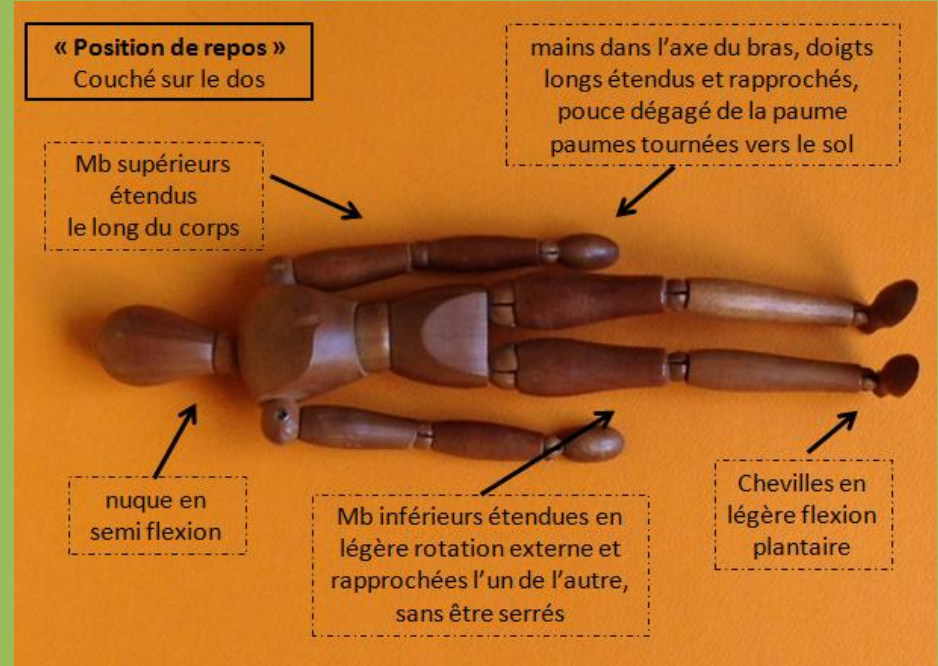 « Position de repos »
Couché sur le dos
mains dans l'axe du bras, doigts
longs étendus et rapprochés,
pouce dégagé de la paume
paumes tournées vers le sol
Mb supérieurs
étendus
le long du corps
nuque en
semi flexion
Mb inférieurs étendues en
légère rotation externe et
rapprochées l'un de l'autre,
sans être serrés
Chevilles en
légère flexion
plantaire